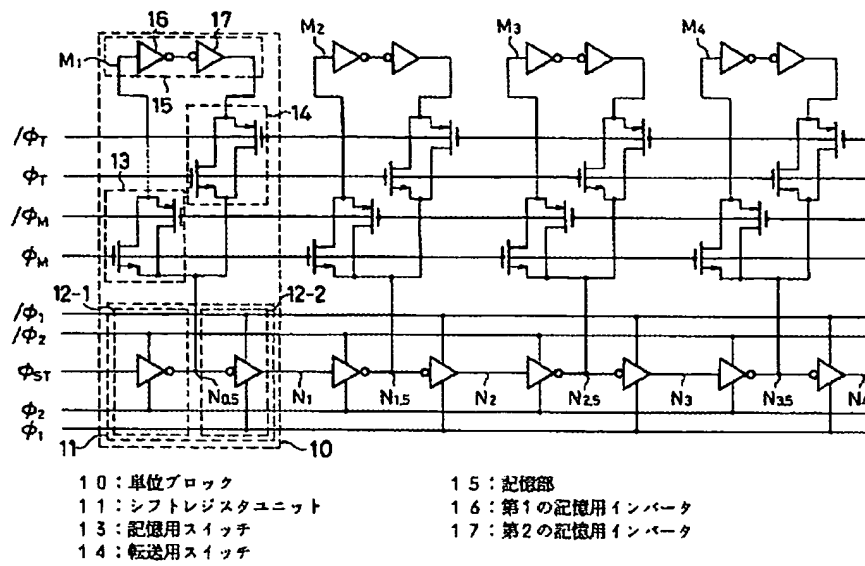 16 17
M₁ M₂ M₃ M₄
15 14
/ΦT
13
ΦT
/ΦM
ΦM
12-1 12-2
/Φ₁
/Φ₂
ΦST
N0.5 N₁ N1.5 N₂ N2.5 N₃ N3.5 N₄
Φ₂
Φ₁
11 10
10：単位ブロック
11：シフトレジスタユニット
13：記憶用スイッチ
14：転送用スイッチ
15：記憶部
16：第1の記憶用インバータ
17：第2の記憶用インバータ